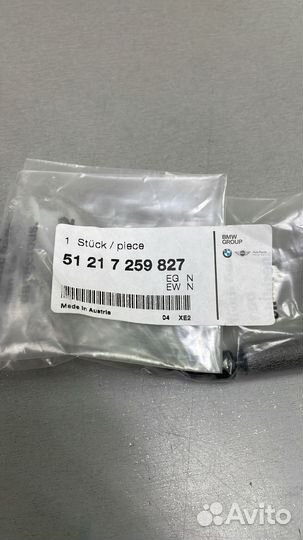 1 Stück / piece
51 21 7 259 827
EG N
EW N
Made in Austria
04 XE2
BMW
GROUP
Avito